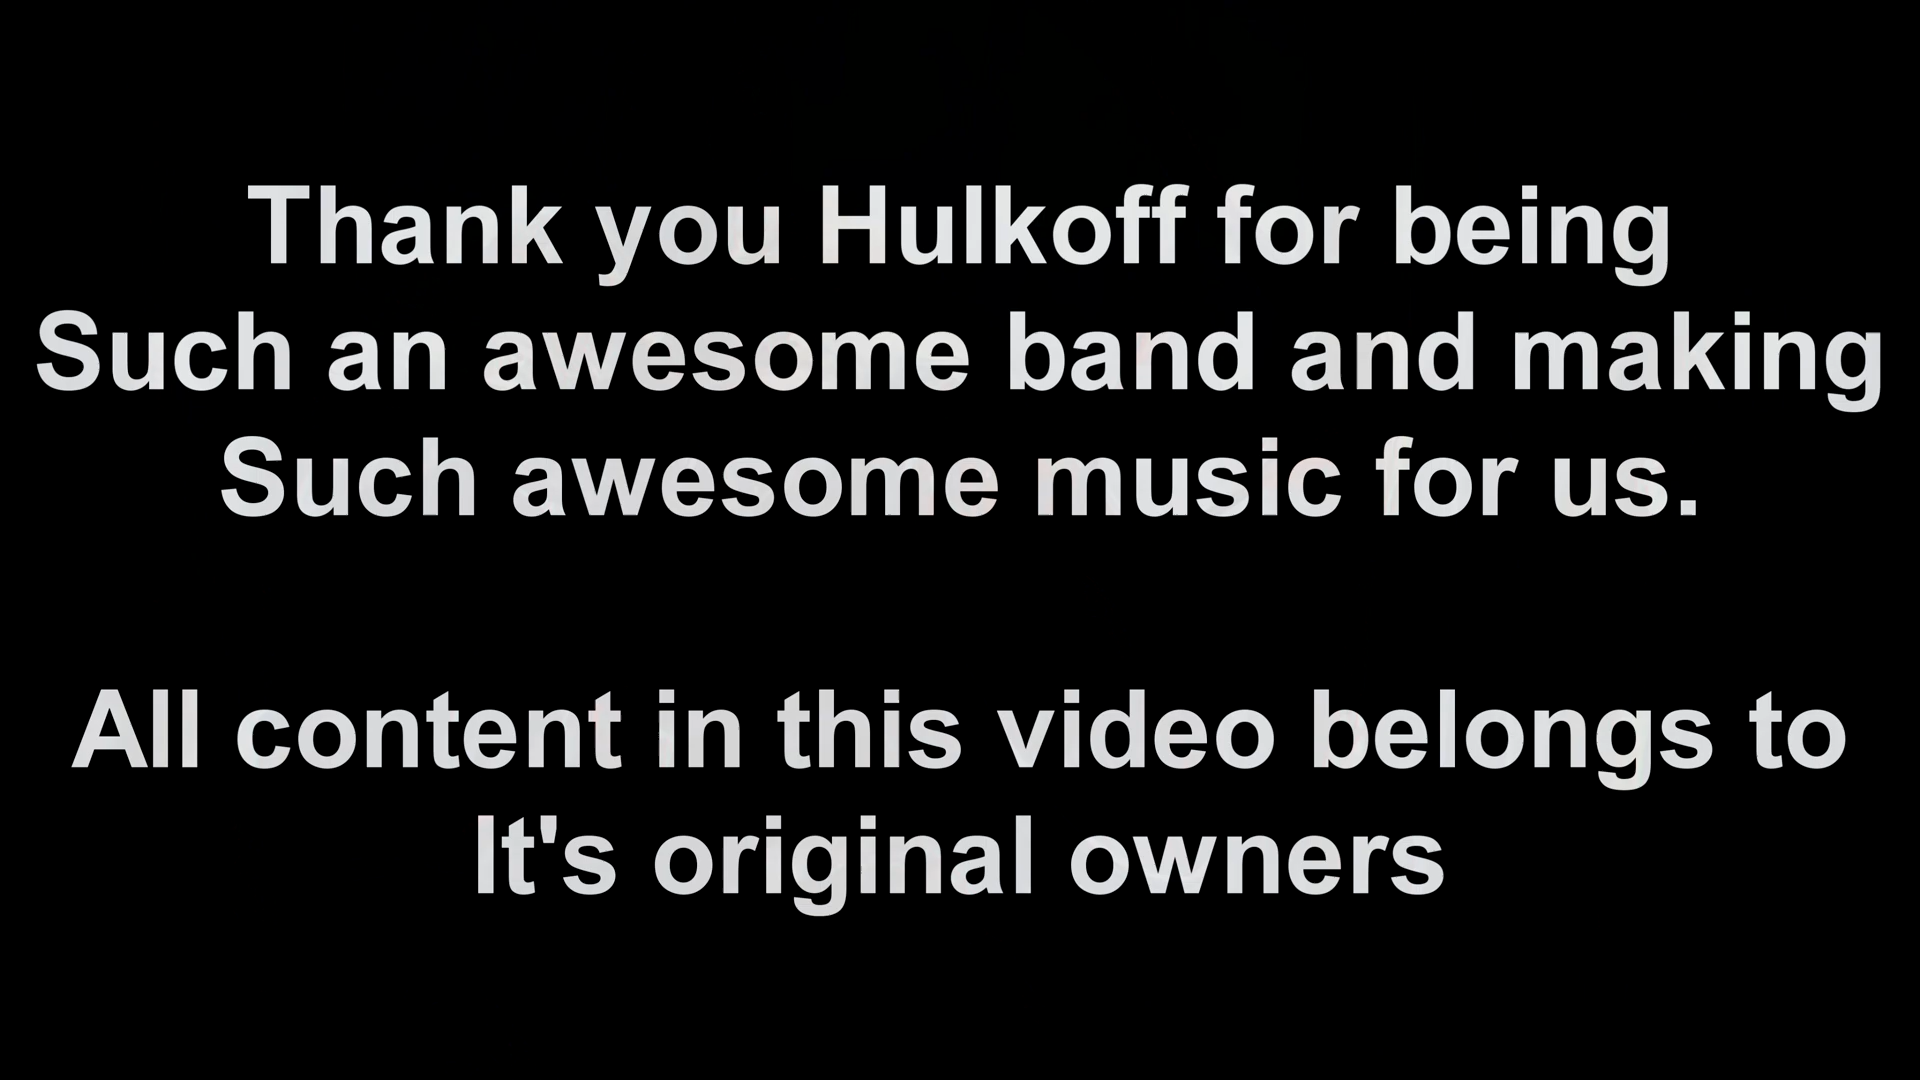 Thank you Hulkoff for being
Such an awesome band and making
Such awesome music for us.
All content in this video belongs to
It's original owners